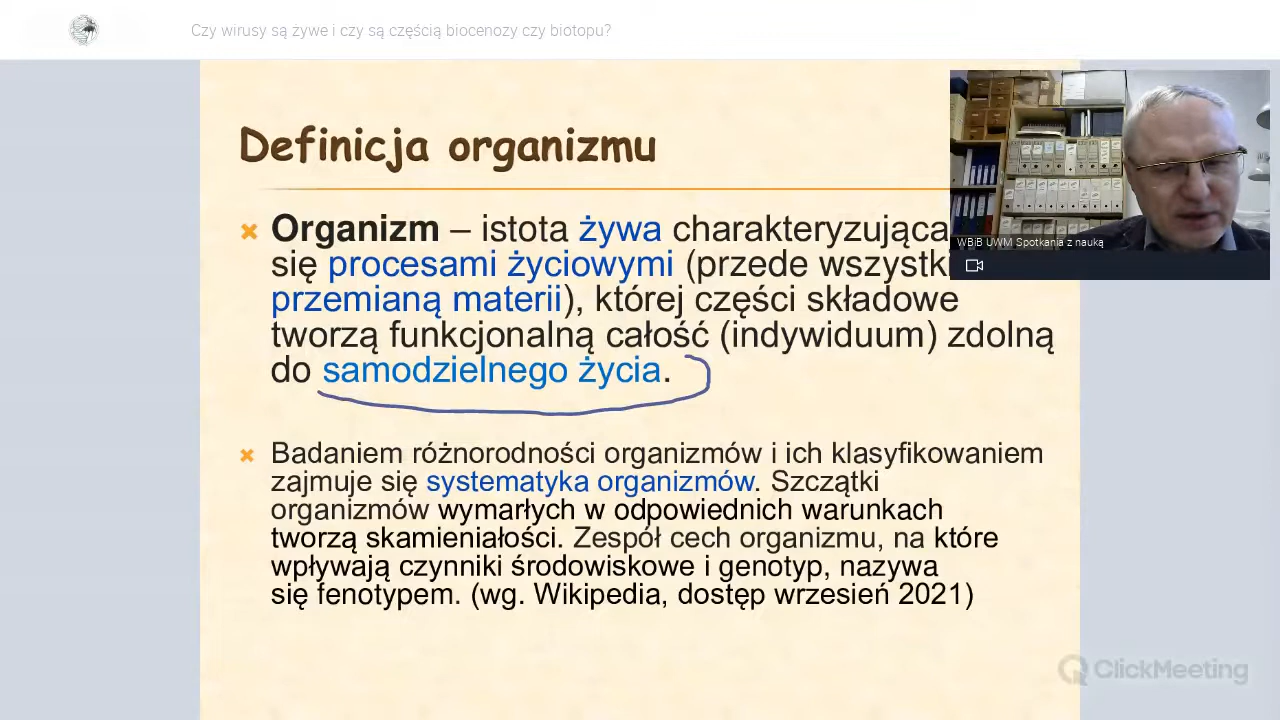 Czy wirusy są żywe i czy są częścią biocenozy czy biotopu?
Definicja organizmu
Organizm – istota żywa charakteryzująca
się procesami życiowymi (przede wszystki
przemianą materii), której części składowe
tworzą funkcjonalną całość (indywiduum) zdolną
do samodzielnego życia.
Badaniem różnorodności organizmów i ich klasyfikowaniem
zajmuje się systematyka organizmów. Szczątki
organizmów wymarłych w odpowiednich warunkach
tworzą skamieniałości. Zespół cech organizmu, na które
wpływają czynniki środowiskowe i genotyp, nazywa
się fenotypem. (wg. Wikipedia, dostęp wrzesień 2021)
WBiB UWM Spotkania z nauką
ClickMeeting